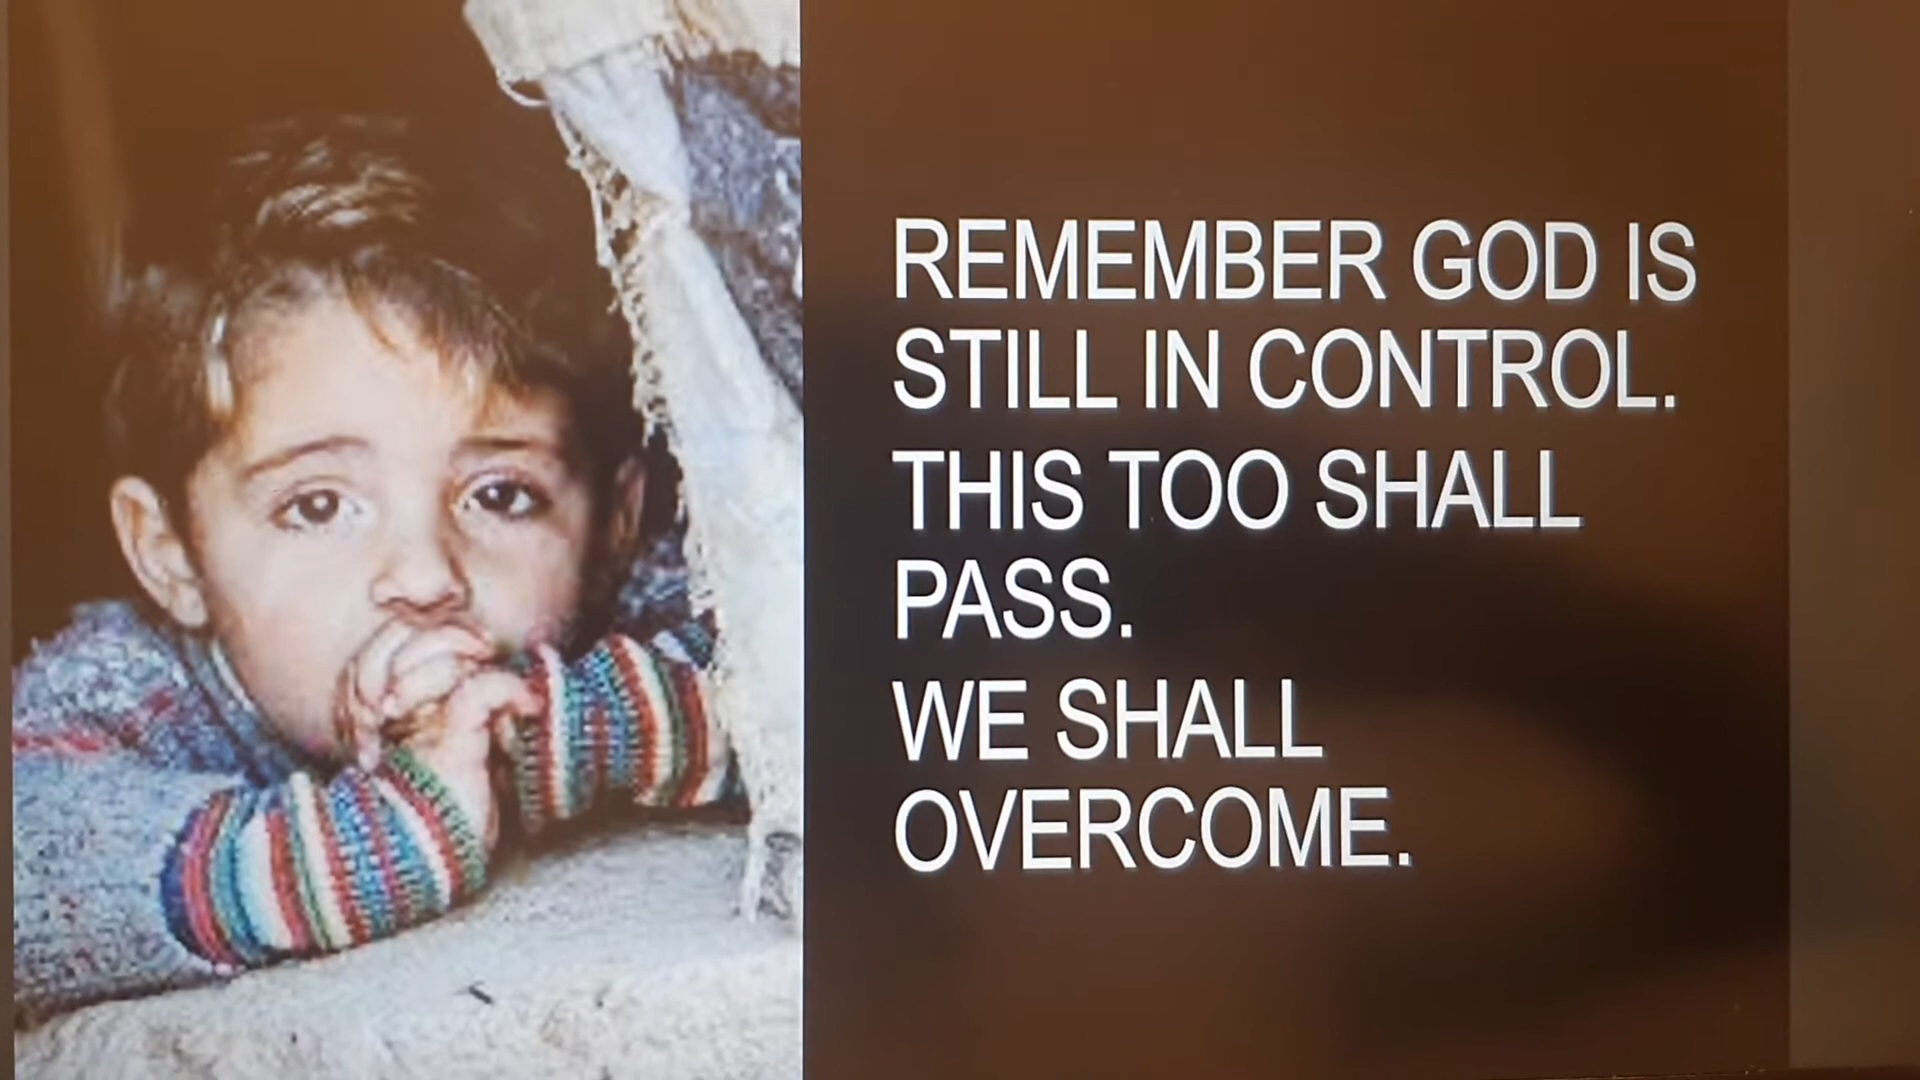 REMEMBER GOD IS
STILL IN CONTROL.
THIS TOO SHALL
PASS.
WE SHALL
OVERCOME.